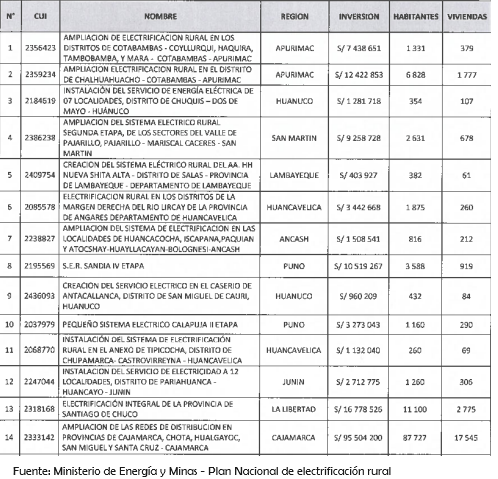 N° CUI NOMBRE REGION INVERSION HABITANTES VIVIENDAS
1 2356423 AMPLIACION DE ELECTRIFICACION RURAL EN LOS
DISTRITOS DE COTABAMBAS - COYLLURQUI, HAQUIRA,
TAMBOBAMBA, Y MARA - COTABAMBAS - APURIMAC APURIMAC S/ 7 438 651 1 331 379
2 2359234 AMPLIACION ELECTRIFICACION RURAL EN EL DISTRITO
DE CHALHUAHUACHO - COTABAMBAS - APURIMAC APURIMAC S/ 12 422 853 6 828 1 777
3 2184619 INSTALACIÓN DEL SERVICIO DE ENERGÍA ELÉCTRICA DE
07 LOCALIDADES, DISTRITO DE CHUQUIS – DOS DE
MAYO - HUÁNUCO HUANUCO S/ 1 281 718 354 107
4 2386238 AMPLIACION DEL SISTEMA ELECTRICO RURAL
SEGUNDA ETAPA, DE LOS SECTORES DEL VALLE DE
PAJARILLO, PAJARILLO - MARISCAL CACERES - SAN
MARTIN SAN MARTIN S/ 9 258 728 2 631 678
5 2409754 CREACION DEL SISTEMA ELÉCTRICO RURAL DEL AA. HH
NUEVA SHITA ALTA - DISTRITO DE SALAS - PROVINCIA
DE LAMBAYEQUE - DEPARTAMENTO DE LAMBAYEQUE LAMBAYEQUE S/ 403 927 382 61
6 2085578 ELECTRIFICACION RURAL EN LOS DISTRITOS DE LA
MARGEN DERECHA DEL RIO LIRCAY DE LA PROVINCIA
DE ANGARES DEPARTAMENTO DE HUANCAVELICA HUANCAVELICA S/ 3 442 668 1 875 260
7 2238827 AMPLIACION DEL SISTEMA DE ELECTRIFICACION EN LAS
LOCALIDADES DE HUANCACOCHA, ISCAPANA,PAQUIAN
Y ATOCSHAY-HUAYLLACAYAN-BOLOGNESI-ANCASH ANCASH S/ 1 508 541 816 212
8 2195569 S.E.R. SANDIA IV ETAPA PUNO S/ 10 519 267 3 588 919
9 2436093 CREACION DEL SERVICIO ELECTRICO EN EL CASERIO DE
ANTACALLANCA, DISTRITO DE SAN MIGUEL DE CAURI,
HUANUCO HUANUCO S/ 960 209 432 84
10 2037979 PEQUEÑO SISTEMA ELECTRICO CALAPUJA II ETAPA PUNO S/ 3 273 043 1 160 290
11 2068770 INSTALACIÓN DEL SISTEMA DE ELECTRIFICACIÓN
RURAL EN EL ANEXO DE TIPICOCHA, DISTRITO DE
CHUPAMARCA- CASTROVIRREYNA - HUANCAVELICA HUANCAVELICA S/ 1 132 040 260 69
12 2247044 INSTALACION DEL SERVICIO DE ELECTRICIDAD A 12
LOCALIDADES, DISTRITO DE PARIAHUANCA -
HUANCAYO - JUNIN JUNIN S/ 2 712 775 1 260 306
13 2318168 ELECTRIFICACIÓN INTEGRAL DE LA PROVINCIA DE
SANTIAGO DE CHUCO LA LIBERTAD S/ 16 778 526 11 100 2 775
14 2333142 AMPLIACION DE LAS REDES DE DISTRIBUCION EN
PROVINCIAS DE CAJAMARCA, CHOTA, HUALGAYOC,
SAN MIGUEL Y SANTA CRUZ - CAJAMARCA CAJAMARCA S/ 95 504 200 87 727 17 545
Fuente: Ministerio de Energía y Minas - Plan Nacional de electrificación rural